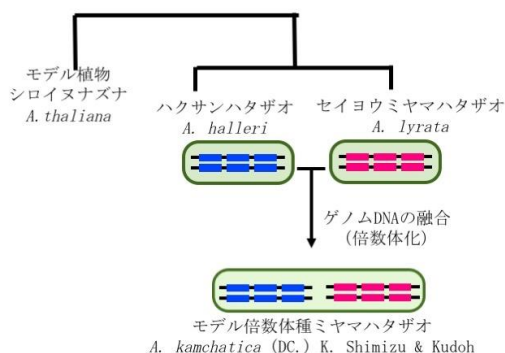 モデル植物
シロイヌナズナ
A.thaliana
ハクサンハタザオ
A. halleri
セイヨウミヤマハタザオ
A. lyrata
ゲノムDNAの融合
(倍数体化)
モデル倍数体種ミヤマハタザオ
A. kamchatica (DC.) K. Shimizu & Kudoh